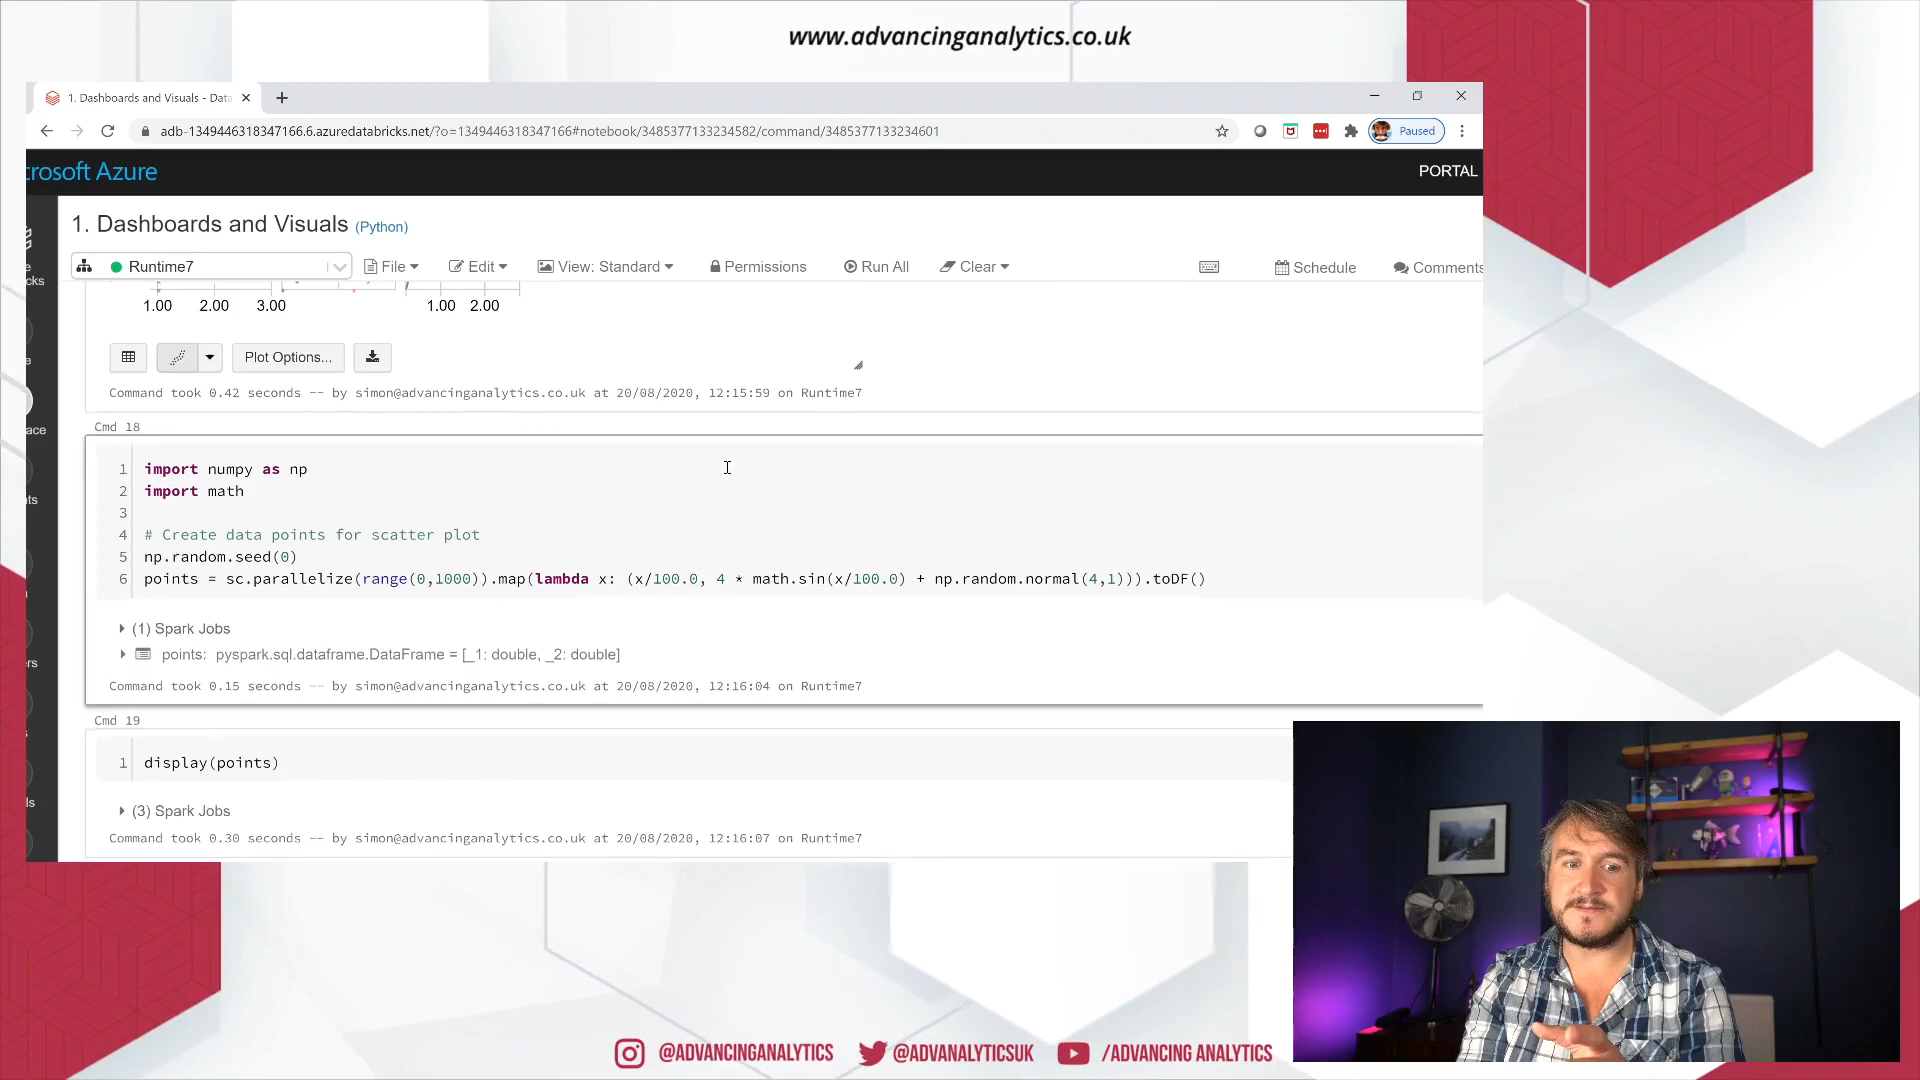 www.advancinganalytics.co.uk
1. Dashboards and Visuals - Data
adb-1349446318347166.6.azuredatabricks.net/?o=1349446318347166#notebook/3485377133234582/command/3485377133234601
Paused
crosoft Azure
PORTAL
1. Dashboards and Visuals (Python)
Runtime7
File
Edit
View: Standard
Permissions
Run All
Clear
Schedule
Comments
1.00 2.00 3.00 1.00 2.00
Plot Options...
Command took 0.42 seconds -- by simon@advancinganalytics.co.uk at 20/08/2020, 12:15:59 on Runtime7
Cmd 18
1 import numpy as np
2 import math
3
4 # Create data points for scatter plot
5 np.random.seed(0)
6 points = sc.parallelize(range(0,1000)).map(lambda x: (x/100.0, 4 * math.sin(x/100.0) + np.random.normal(4,1))).toDF()
(1) Spark Jobs
points: pyspark.sql.dataframe.DataFrame = [_1: double, _2: double]
Command took 0.15 seconds -- by simon@advancinganalytics.co.uk at 20/08/2020, 12:16:04 on Runtime7
Cmd 19
1 display(points)
(3) Spark Jobs
Command took 0.30 seconds -- by simon@advancinganalytics.co.uk at 20/08/2020, 12:16:07 on Runtime7
@ADVANCINGANALYTICS
@ADVANALYTICSUK
/ADVANCING ANALYTICS